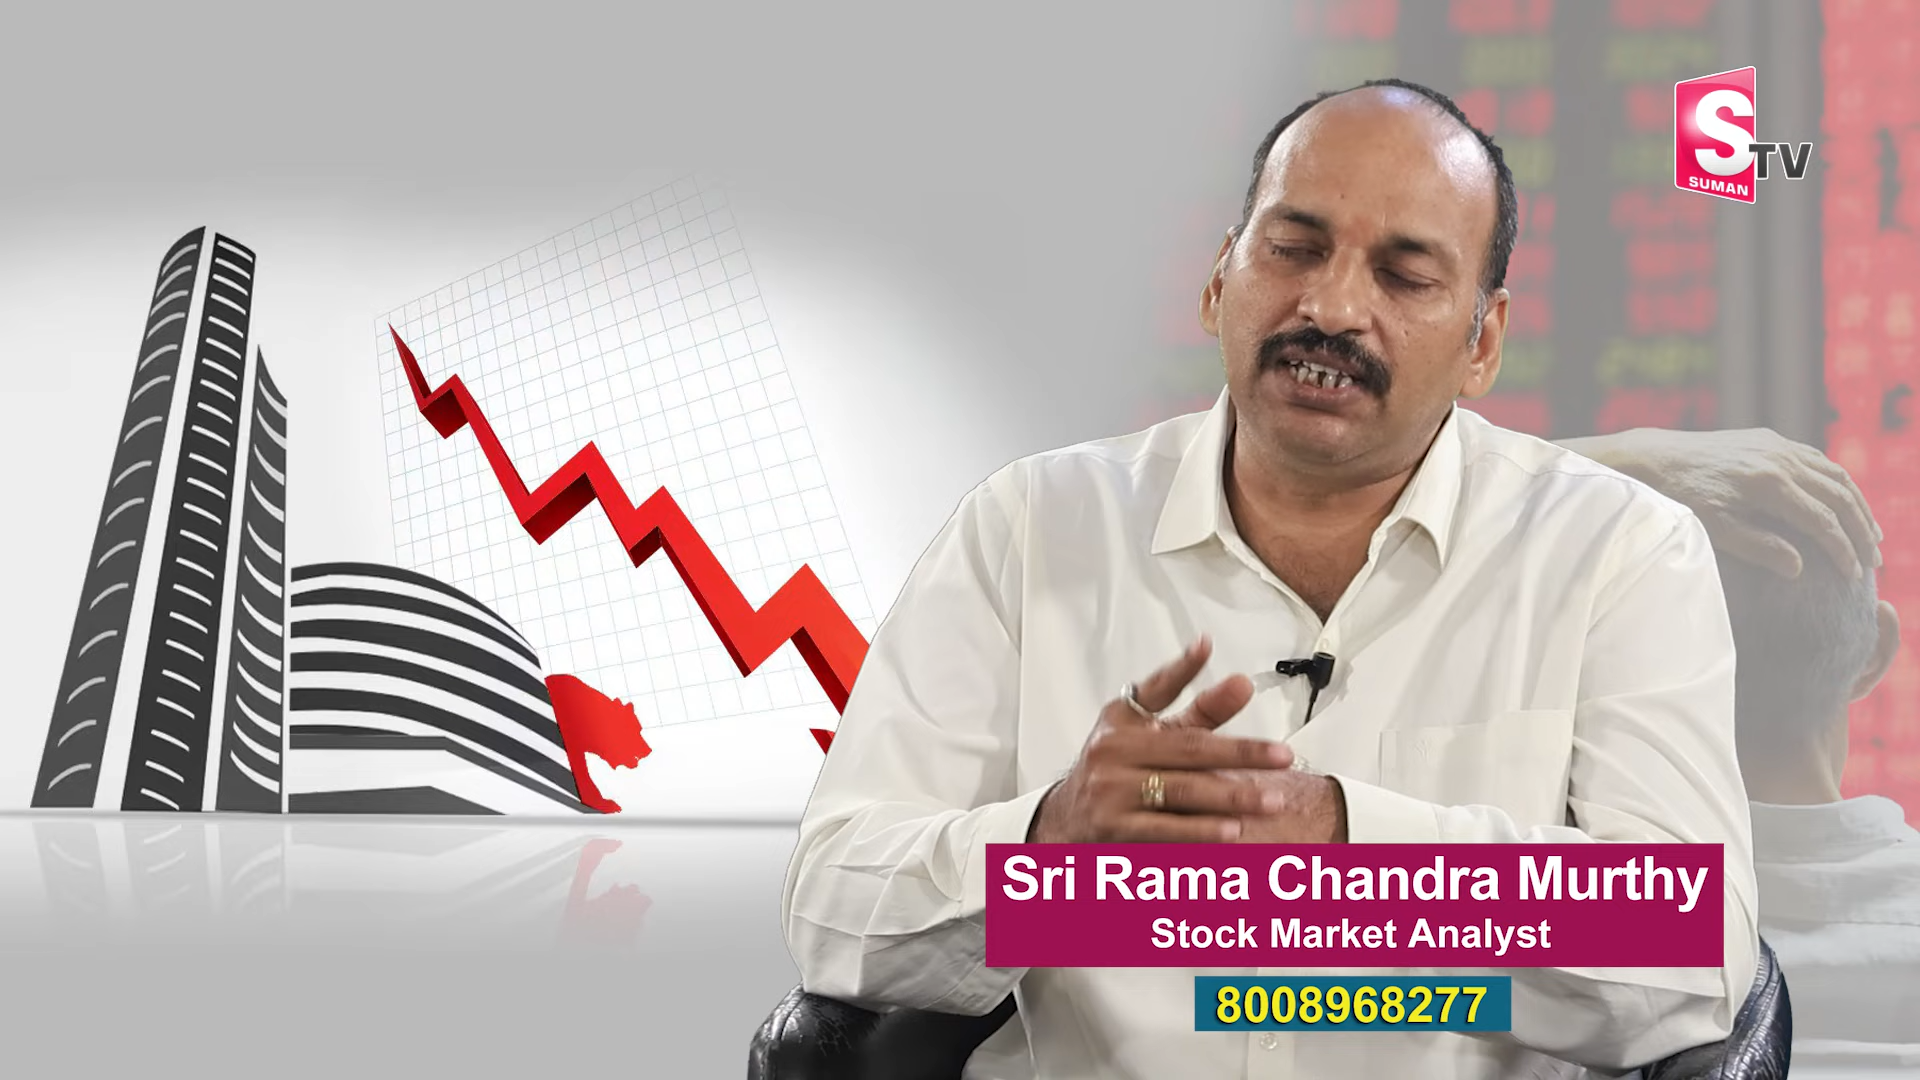 S TV
SUMAN
Sri Rama Chandra Murthy
Stock Market Analyst
8008968277